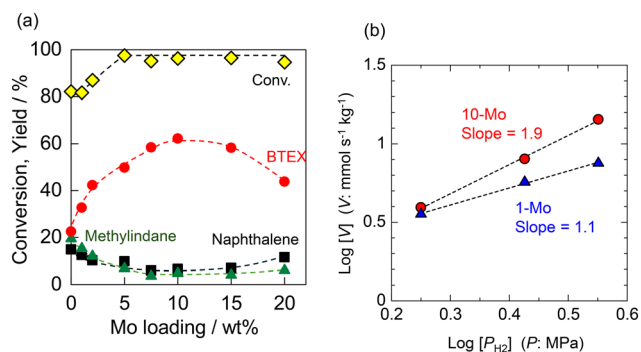 (a)
100
80
60
40
20
0
Conversion, Yield / %
Conv.
BTEX
Methylindane
Naphthalene
0
5
10
15
20
Mo loading / wt%
(b)
1.5
1
0.5
0
Log [V] (V: mmol s⁻¹ kg⁻¹)
10-Mo
Slope = 1.9
1-Mo
Slope = 1.1
0.2
0.3
0.4
0.5
0.6
Log [P_H2] (P: MPa)